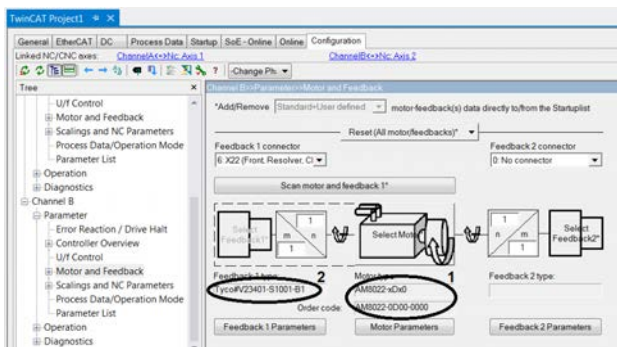 TwinCAT Project1
General EtherCAT DC Process Data Startup SoE - Online Online Configuration
Linked NC/CNC axes: ChannelA<->Nc: Axis 1 ChannelB<->Nc: Axis 2
-Change Ph.
Tree
Channel B>>Parameter>>Motor and Feedback
U/f Control
Motor and Feedback
Scalings and NC Parameters
Process Data/Operation Mode
Parameter List
Operation
Diagnostics
Channel B
Parameter
Error Reaction / Drive Halt
Controller Overview
U/f Control
Motor and Feedback
Scalings and NC Parameters
Process Data/Operation Mode
Parameter List
Operation
Diagnostics
*Add/Remove Standard+User defined motor-feedback(s) data directly to/from the Startuplist
Reset (All motor/feedbacks)*
Feedback 1 connector Feedback 2 connector
6: X22 (Front, Resolver, Cl 0: No connector
Scan motor and feedback 1*
Select Feedback1* 1 m n 1 Select Motor 1 n m 1 Select Feedback2*
Feedback 1 type: 2 Motor type: 1 Feedback 2 type:
Tyco#V23401-S1001-B1 AM8022-xDx0
Order code: AM8022-0D00-0000
Feedback 1 Parameters Motor Parameters Feedback 2 Parameters